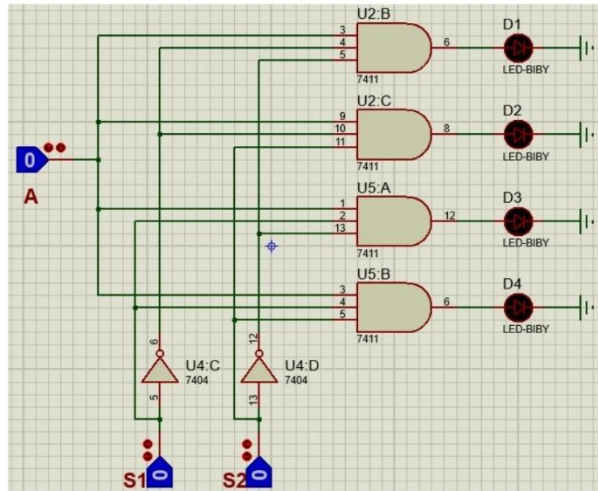 U2:B
D1
3
4
5
6
7411
LED-BIBY
U2:C
D2
9
10
11
8
7411
LED-BIBY
0
A
U5:A
D3
1
2
13
12
7411
LED-BIBY
U5:B
D4
3
4
5
6
7411
LED-BIBY
6
U4:C
7404
5
12
U4:D
7404
13
S1
0
S2
0